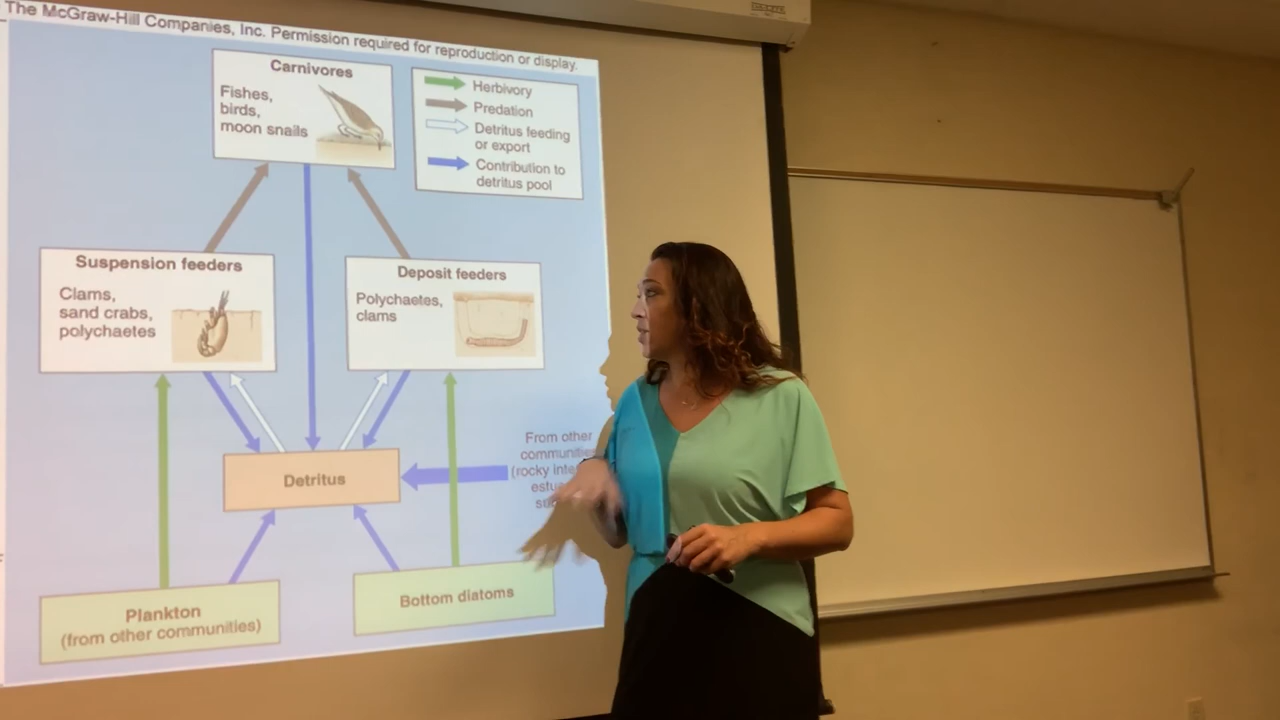 The McGraw-Hill Companies, Inc. Permission required for reproduction or display.
Carnivores
Fishes,
birds,
moon snails
Herbivory
Predation
Detritus feeding
or export
Contribution to
detritus pool
Suspension feeders
Clams,
sand crabs,
polychaetes
Deposit feeders
Polychaetes,
clams
From other
(rocky
Detritus
Plankton
(from other communities)
Bottom diatoms